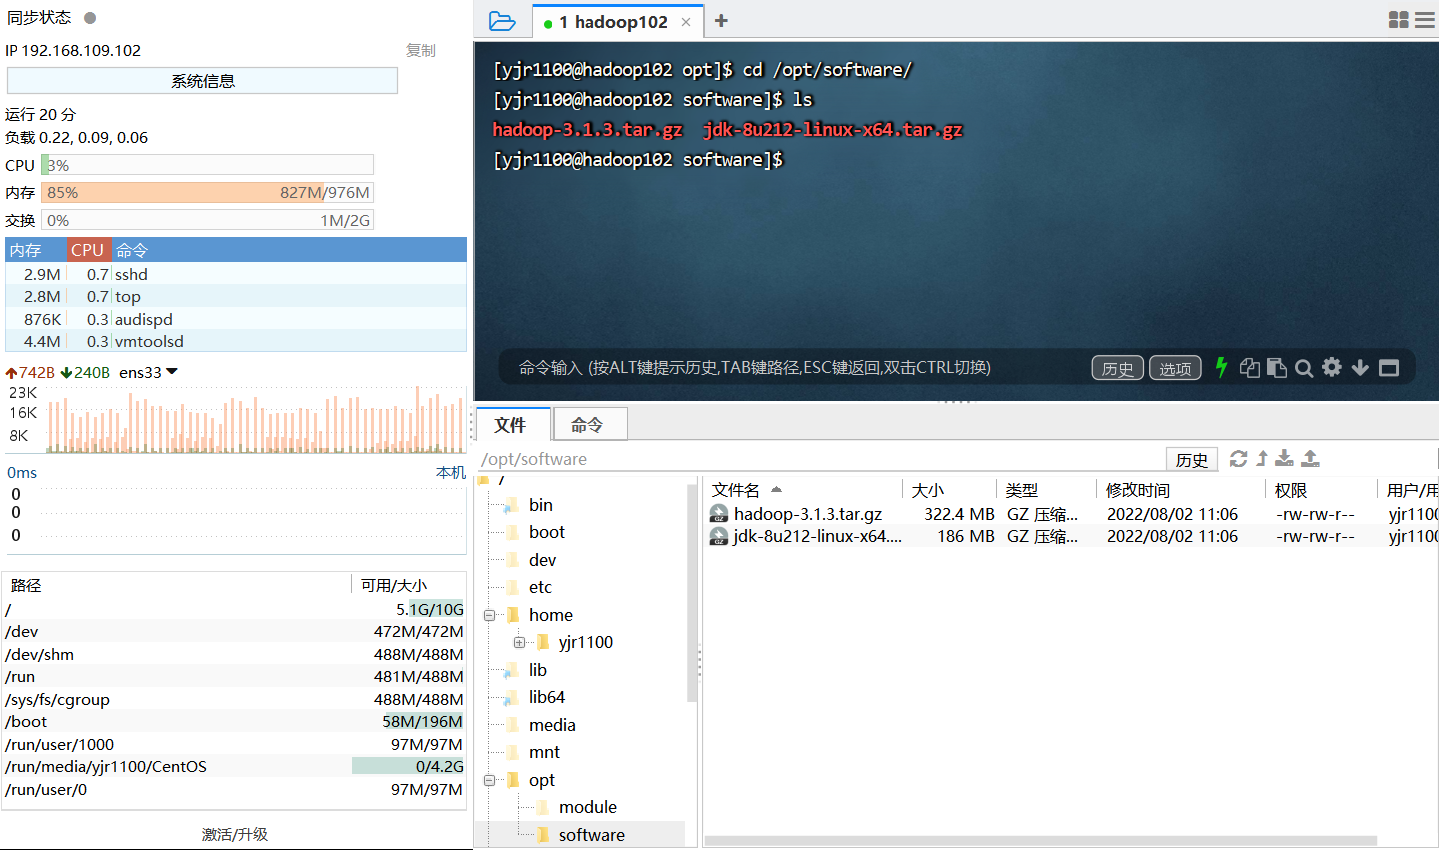 同步状态
IP 192.168.109.102 复制
系统信息
运行 20 分
负载 0.22, 0.09, 0.06
CPU 3%
内存 85% 827M/976M
交换 0% 1M/2G
内存 CPU 命令
2.9M 0.7 sshd
2.8M 0.7 top
876K 0.3 audispd
4.4M 0.3 vmtoolsd
742B 240B ens33
23K
16K
8K
0ms 本机
0
0
0
路径 可用/大小
/ 5.1G/10G
/dev 472M/472M
/dev/shm 488M/488M
/run 481M/488M
/sys/fs/cgroup 488M/488M
/boot 58M/196M
/run/user/1000 97M/97M
/run/media/yjr1100/CentOS 0/4.2G
/run/user/0 97M/97M
激活/升级
1 hadoop102 × +
[yjr1100@hadoop102 opt]$ cd /opt/software/
[yjr1100@hadoop102 software]$ ls
hadoop-3.1.3.tar.gz jdk-8u212-linux-x64.tar.gz
[yjr1100@hadoop102 software]$
命令输入 (按ALT键提示历史,TAB键路径,ESC键返回,双击CTRL切换) 历史 选项
文件 命令
/opt/software 历史
/
bin
boot
dev
etc
home
yjr1100
lib
lib64
media
mnt
opt
module
software
文件名 大小 类型 修改时间 权限 用户/用
hadoop-3.1.3.tar.gz 322.4 MB GZ 压缩... 2022/08/02 11:06 -rw-rw-r-- yjr1100
jdk-8u212-linux-x64.... 186 MB GZ 压缩... 2022/08/02 11:06 -rw-rw-r-- yjr1100